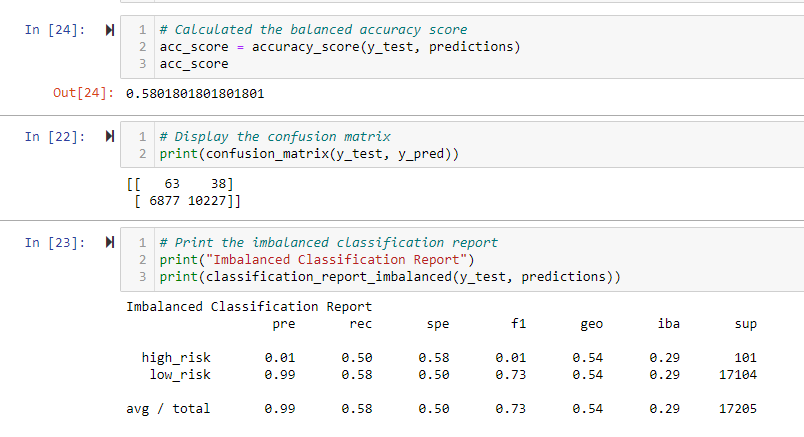 In [24]:
1 # Calculated the balanced accuracy score
2 acc_score = accuracy_score(y_test, predictions)
3 acc_score
Out[24]: 0.5801801801801801
In [22]:
1 # Display the confusion matrix
2 print(confusion_matrix(y_test, y_pred))
[[   63    38]
 [ 6877 10227]]
In [23]:
1 # Print the imbalanced classification report
2 print("Imbalanced Classification Report")
3 print(classification_report_imbalanced(y_test, predictions))
Imbalanced Classification Report
pre rec spe f1 geo iba sup
high_risk 0.01 0.50 0.58 0.01 0.54 0.29 101
low_risk 0.99 0.58 0.50 0.73 0.54 0.29 17104
avg / total 0.99 0.58 0.50 0.73 0.54 0.29 17205